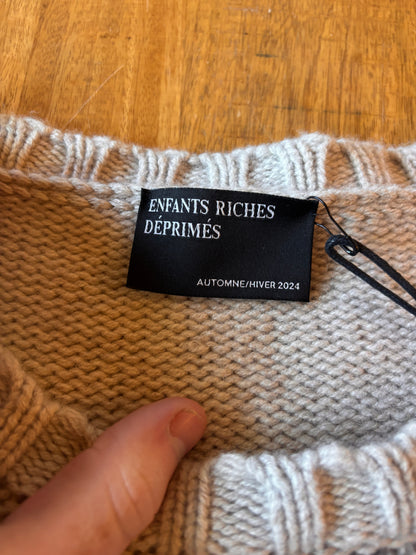 ENFANTS RICHES
DÉPRIMÉS
AUTOMNE/HIVER 2024